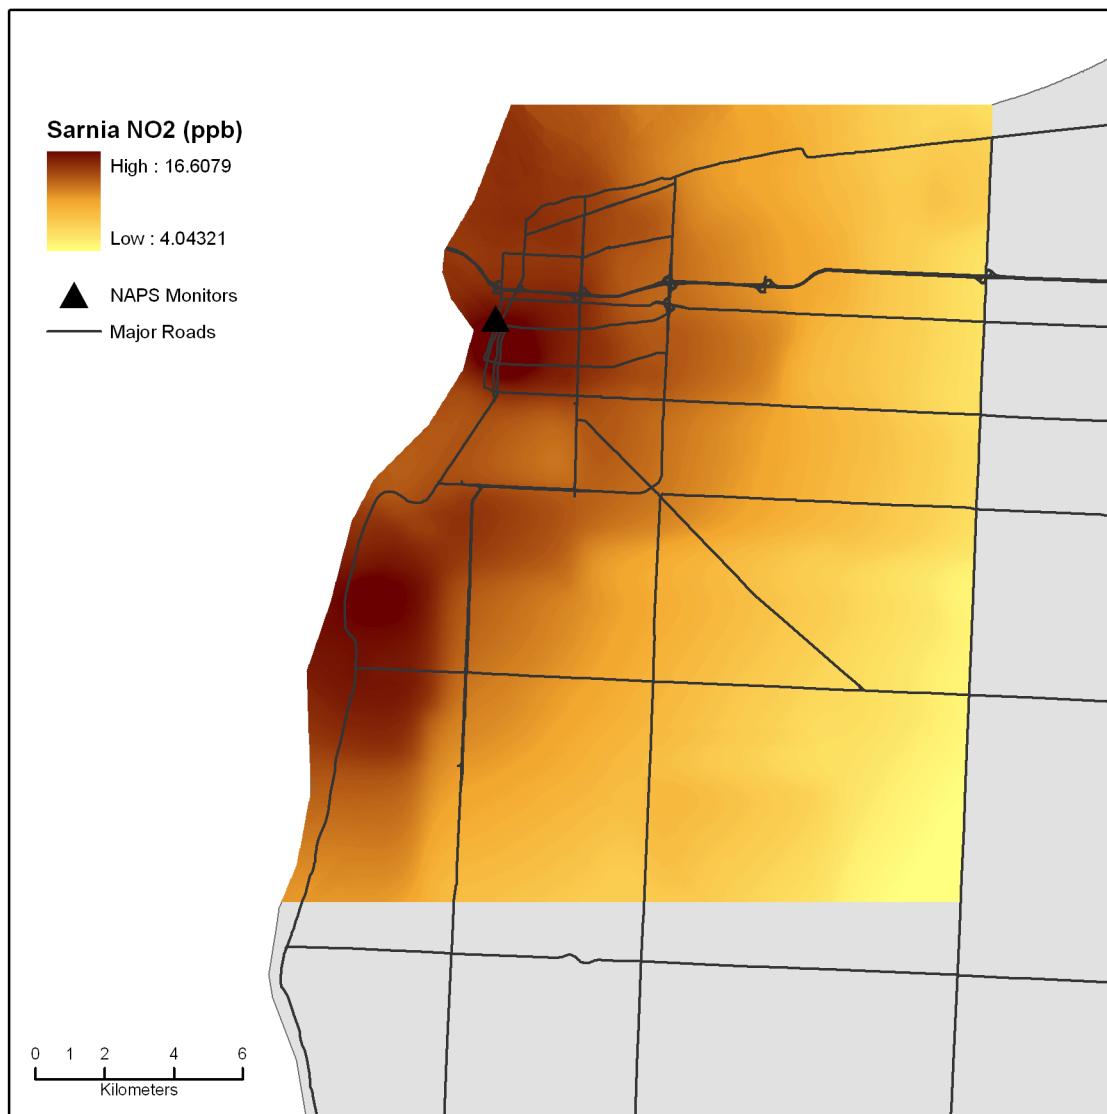 Sarnia NO2 (ppb)
High : 16.6079
Low : 4.04321
NAPS Monitors
Major Roads
0 1 2 4 6
Kilometers